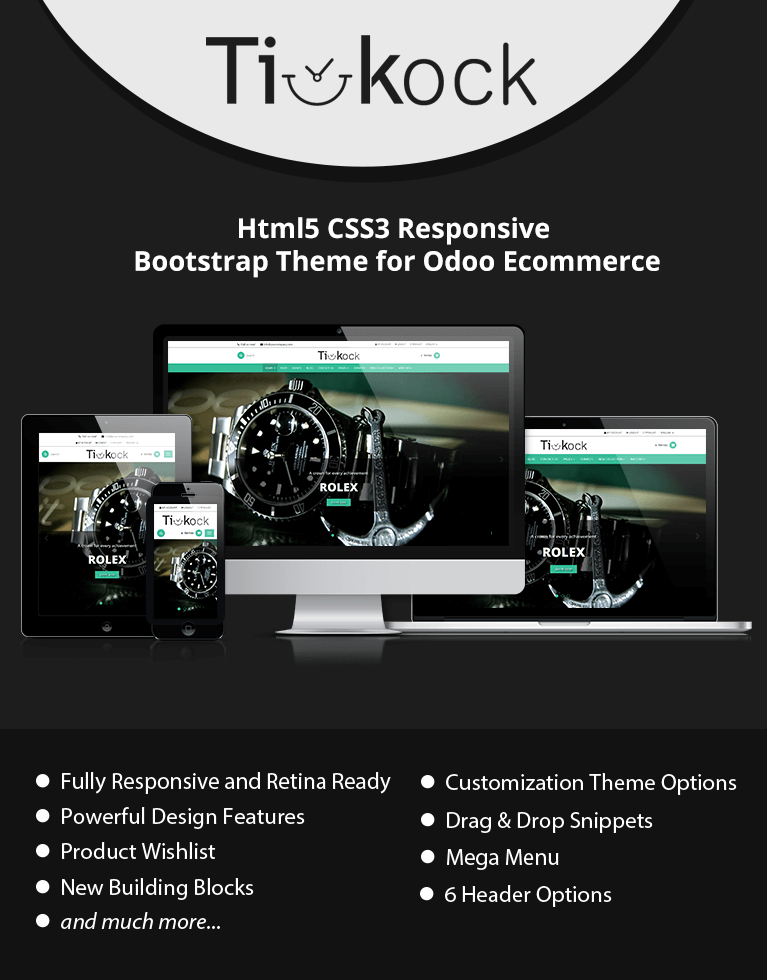 Tickock
Html5 CSS3 Responsive
Bootstrap Theme for Odoo Ecommerce
Tickock
A crown for every achievement
ROLEX
Tickock
A crown for every achievement
ROLEX
Tickock
Tickock
A crown for every achievement
ROLEX
Fully Responsive and Retina Ready
Powerful Design Features
Product Wishlist
New Building Blocks
and much more...
Customization Theme Options
Drag & Drop Snippets
Mega Menu
6 Header Options